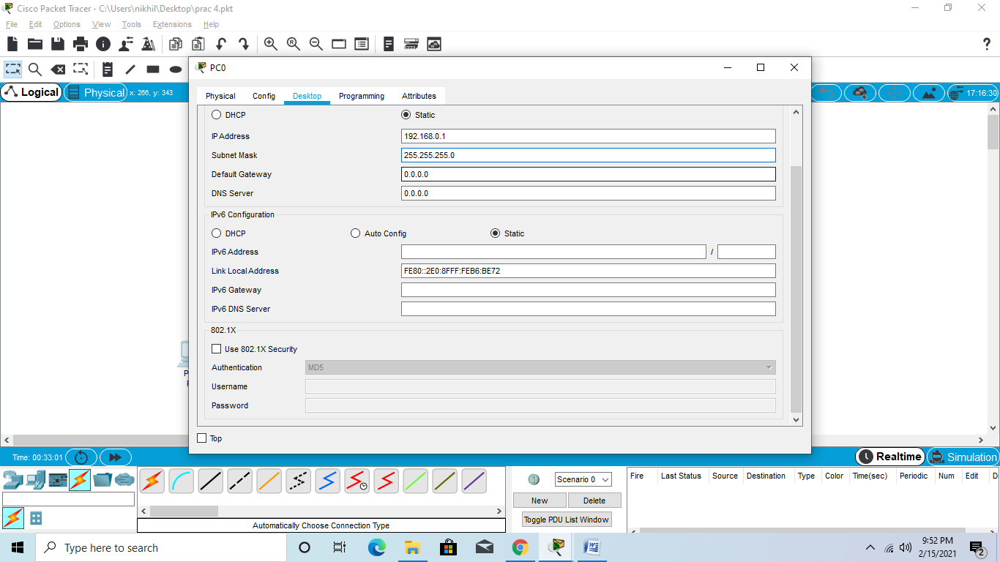 Cisco Packet Tracer - C:\Users\nikhil\Desktop\prac 4.pkt
File Edit Options View Tools Extensions Help
?
PC0
Logical Physical x: 266, y: 343 17:16:30
Physical Config Desktop Programming Attributes
DHCP Static
IP Address 192.168.0.1
Subnet Mask 255.255.255.0
Default Gateway 0.0.0.0
DNS Server 0.0.0.0
IPv6 Configuration
DHCP Auto Config Static
IPv6 Address /
Link Local Address FE80::2E0:8FFF:FEB6:BE72
IPv6 Gateway
IPv6 DNS Server
802.1X
Use 802.1X Security
Authentication MD5
Username
Password
Top
Time: 00:33:01 Realtime Simulation
Scenario 0
New Delete
Toggle PDU List Window
Automatically Choose Connection Type
Fire Last Status Source Destination Type Color Time(sec) Periodic Num Edit
Type here to search
9:52 PM
2/15/2021
2